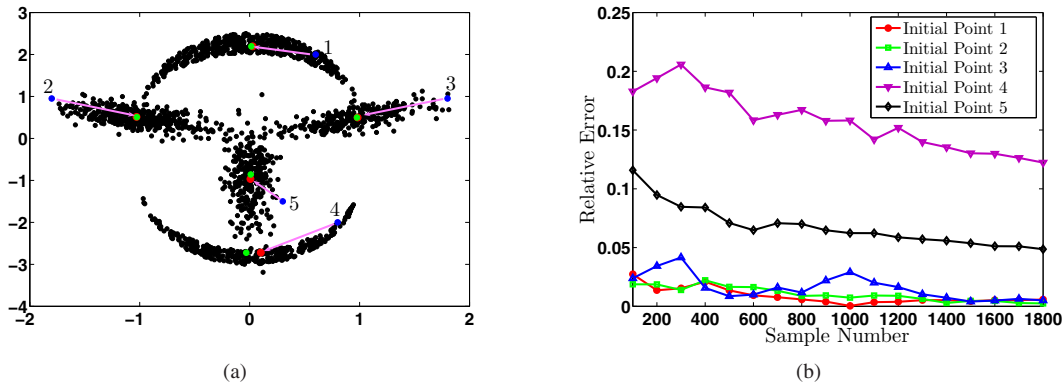 3
2
1
0
−1
−2
−3
−4
−2
−1
0
1
2
1
2
3
4
5
(a)
0.25
0.2
0.15
0.1
0.05
0
Relative Error
200 400 600 800 1000 1200 1400 1600 1800
Sample Number
Initial Point 1
Initial Point 2
Initial Point 3
Initial Point 4
Initial Point 5
(b)